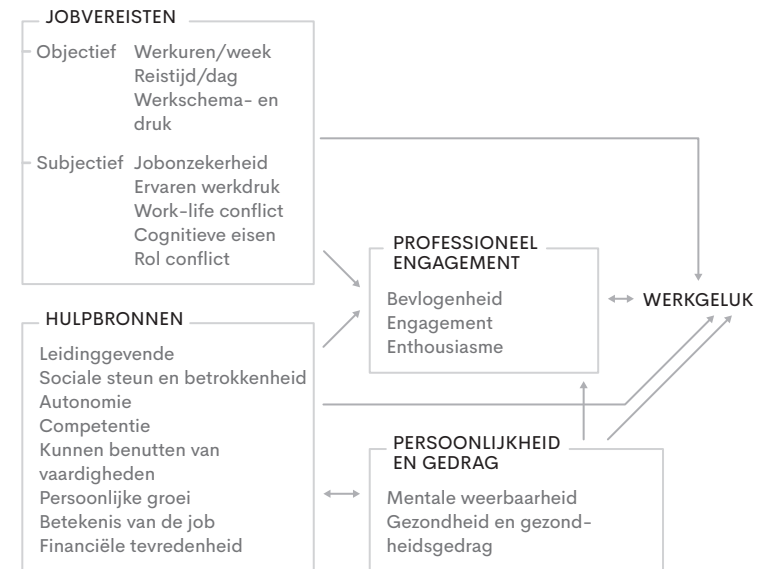 JOBVEREISTEN
Objectief Werkuren/week
Reistijd/dag
Werkschema- en
druk
Subjectief Jobonzekerheid
Ervaren werkdruk
Work-life conflict
Cognitieve eisen
Rol conflict
HULPBRONNEN
Leidinggevende
Sociale steun en betrokkenheid
Autonomie
Competentie
Kunnen benutten van
vaardigheden
Persoonlijke groei
Betekenis van de job
Financiële tevredenheid
PROFESSIONEEL
ENGAGEMENT
Bevlogenheid
Engagement
Enthousiasme
WERKGELUK
PERSOONLIJKHEID
EN GEDRAG
Mentale weerbaarheid
Gezondheid en gezond-
heidsgedrag